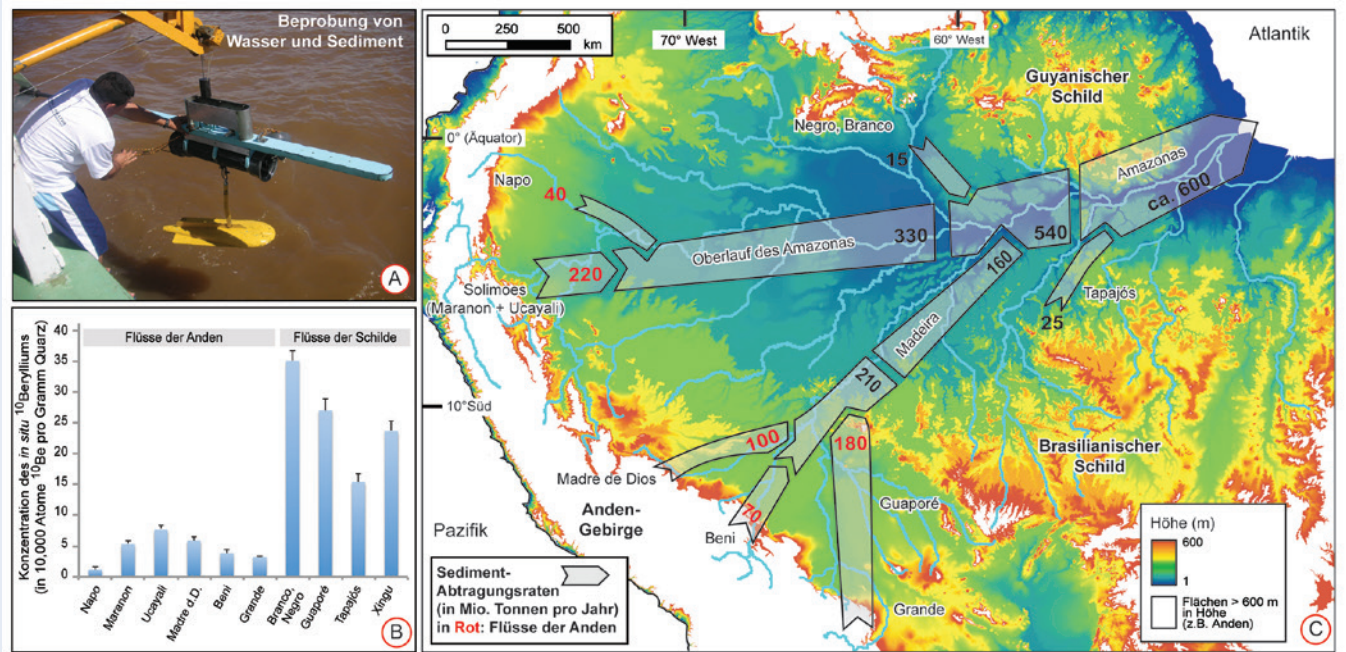 Beprobung von
Wasser und Sediment
A
40
35
30
25
20
15
10
5
0
Konzentration des in situ ¹⁰Berylliums
(in 10,000 Atome ¹⁰Be pro Gramm Quarz)
Flüsse der Anden
Flüsse der Schilde
Napo
Maranon
Ucayali
Madre d.D.
Beni
Grande
Branco,
Negro
Guaporé
Tapajós
Xingu
B
0 250 500
km
70° West
60° West
Atlantik
Guyanischer
Schild
Negro, Branco
0° (Äquator)
15
Amazonas
Napo
40
ca. 600
Oberlauf des Amazonas
330
540
220
160
Solimões
(Maranon + Ucayali)
Tapajós
25
Madeira
210
10°Süd
100
180
Brasilianischer
Schild
Madre de Dios
Guaporé
Anden-
Gebirge
70
Pazifik
Beni
Grande
Sediment-
Abtragungsraten
(in Mio. Tonnen pro Jahr)
in Rot: Flüsse der Anden
Höhe (m)
600
1
Flächen > 600 m
in Höhe
(z.B. Anden)
C